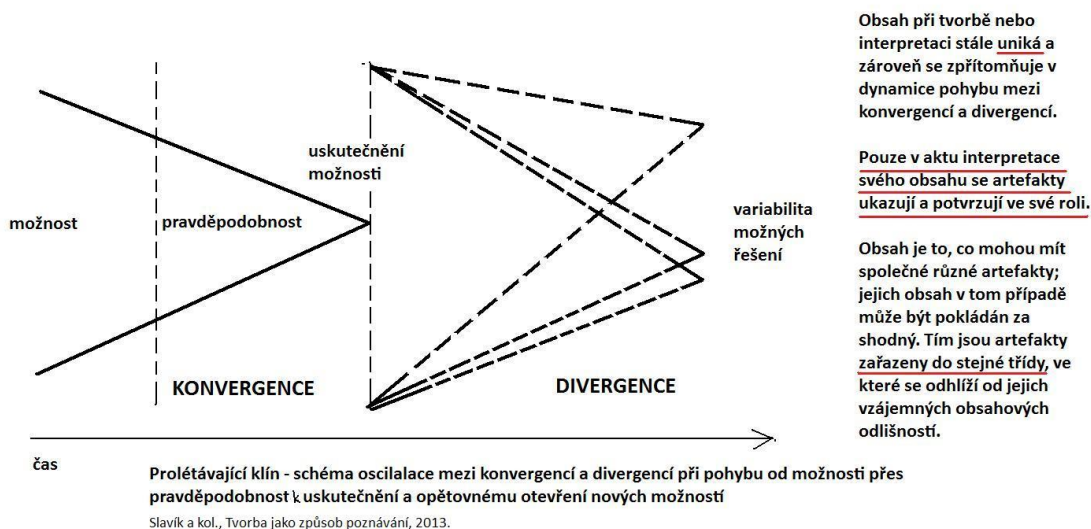 Obsah při tvorbě nebo
interpretaci stále uniká a
zároveň se zpřítomňuje v
dynamice pohybu mezi
konvergencí a divergencí.
Pouze v aktu interpretace
svého obsahu se artefakty
ukazují a potvrzují ve své roli.
Obsah je to, co mohou mít
společné různé artefakty;
jejich obsah v tom případě
může být pokládán za
shodný. Tím jsou artefakty
zařazeny do stejné třídy, ve
které se odhlíží od jejich
vzájemných obsahových
odlišností.
možnost
pravděpodobnost
uskutečnění
možnosti
variabilita
možných
řešení
KONVERGENCE
DIVERGENCE
čas
Prolétávající klín - schéma oscilalace mezi konvergencí a divergencí při pohybu od možnosti přes
pravděpodobnost k uskutečnění a opětovnému otevření nových možností
Slavík a kol., Tvorba jako způsob poznávání, 2013.